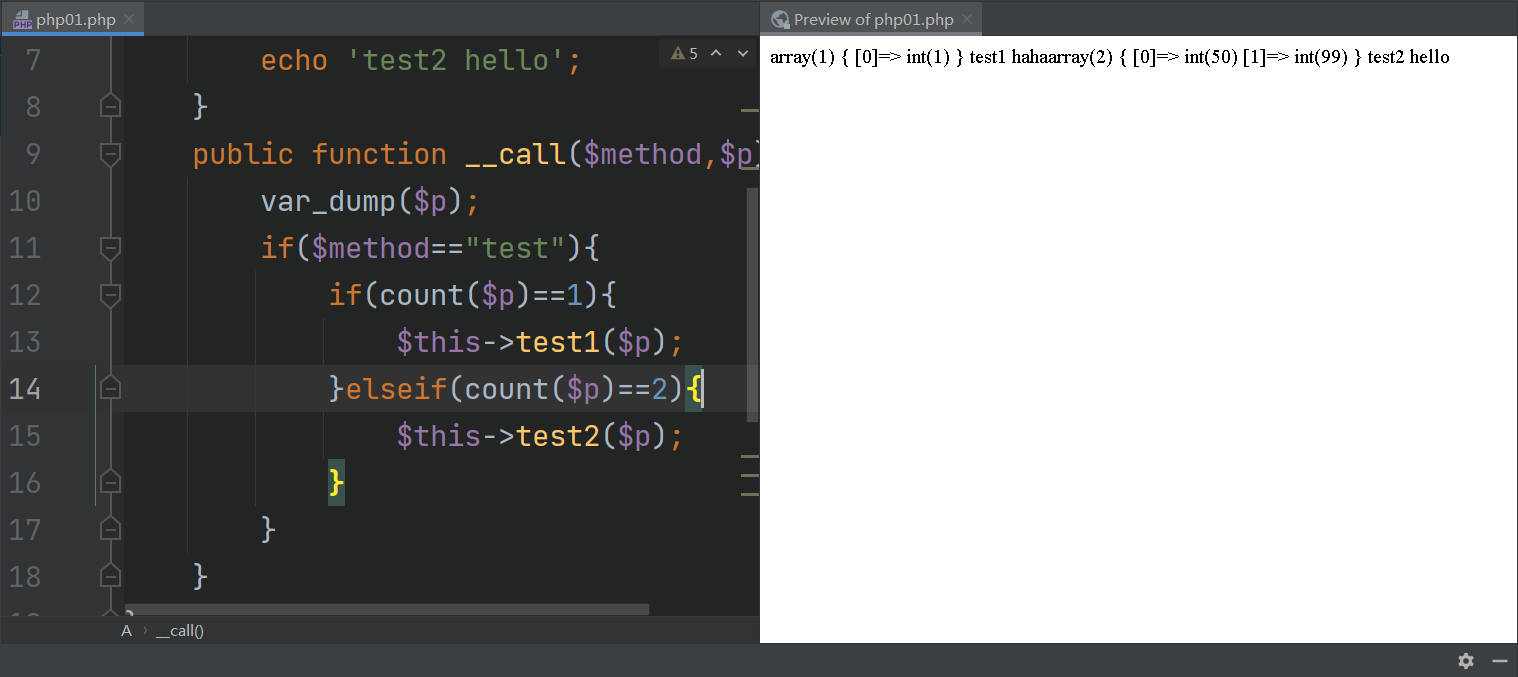 php01.php
Preview of php01.php
7 echo 'test2 hello';
5
8 }
9 public function __call($method,$p)
10 var_dump($p);
11 if($method=="test"){
12 if(count($p)==1){
13 $this->test1($p);
14 }elseif(count($p)==2){
15 $this->test2($p);
16 }
17 }
18 }
A › __call()
array(1) { [0]=> int(1) } test1 hahaarray(2) { [0]=> int(50) [1]=> int(99) } test2 hello